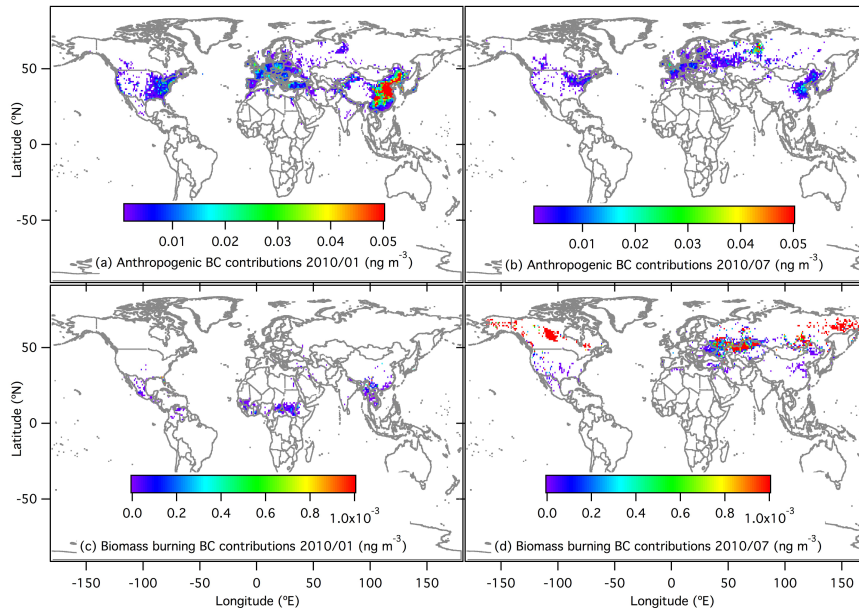 Latitude (ºN)
50
0
-50
0.01 0.02 0.03 0.04 0.05
(a) Anthropogenic BC contributions 2010/01 (ng m-3)
0.01 0.02 0.03 0.04 0.05
(b) Anthropogenic BC contributions 2010/07 (ng m-3)
Latitude (ºN)
50
0
-50
0.0 0.2 0.4 0.6 0.8
1.0x10-3
(c) Biomass burning BC contributions 2010/01 (ng m-3)
0.0 0.2 0.4 0.6 0.8
1.0x10-3
(d) Biomass burning BC contributions 2010/07 (ng m-3)
-150 -100 -50 0 50 100 150
Longitude (ºE)
-150 -100 -50 0 50 100 150
Longitude (ºE)